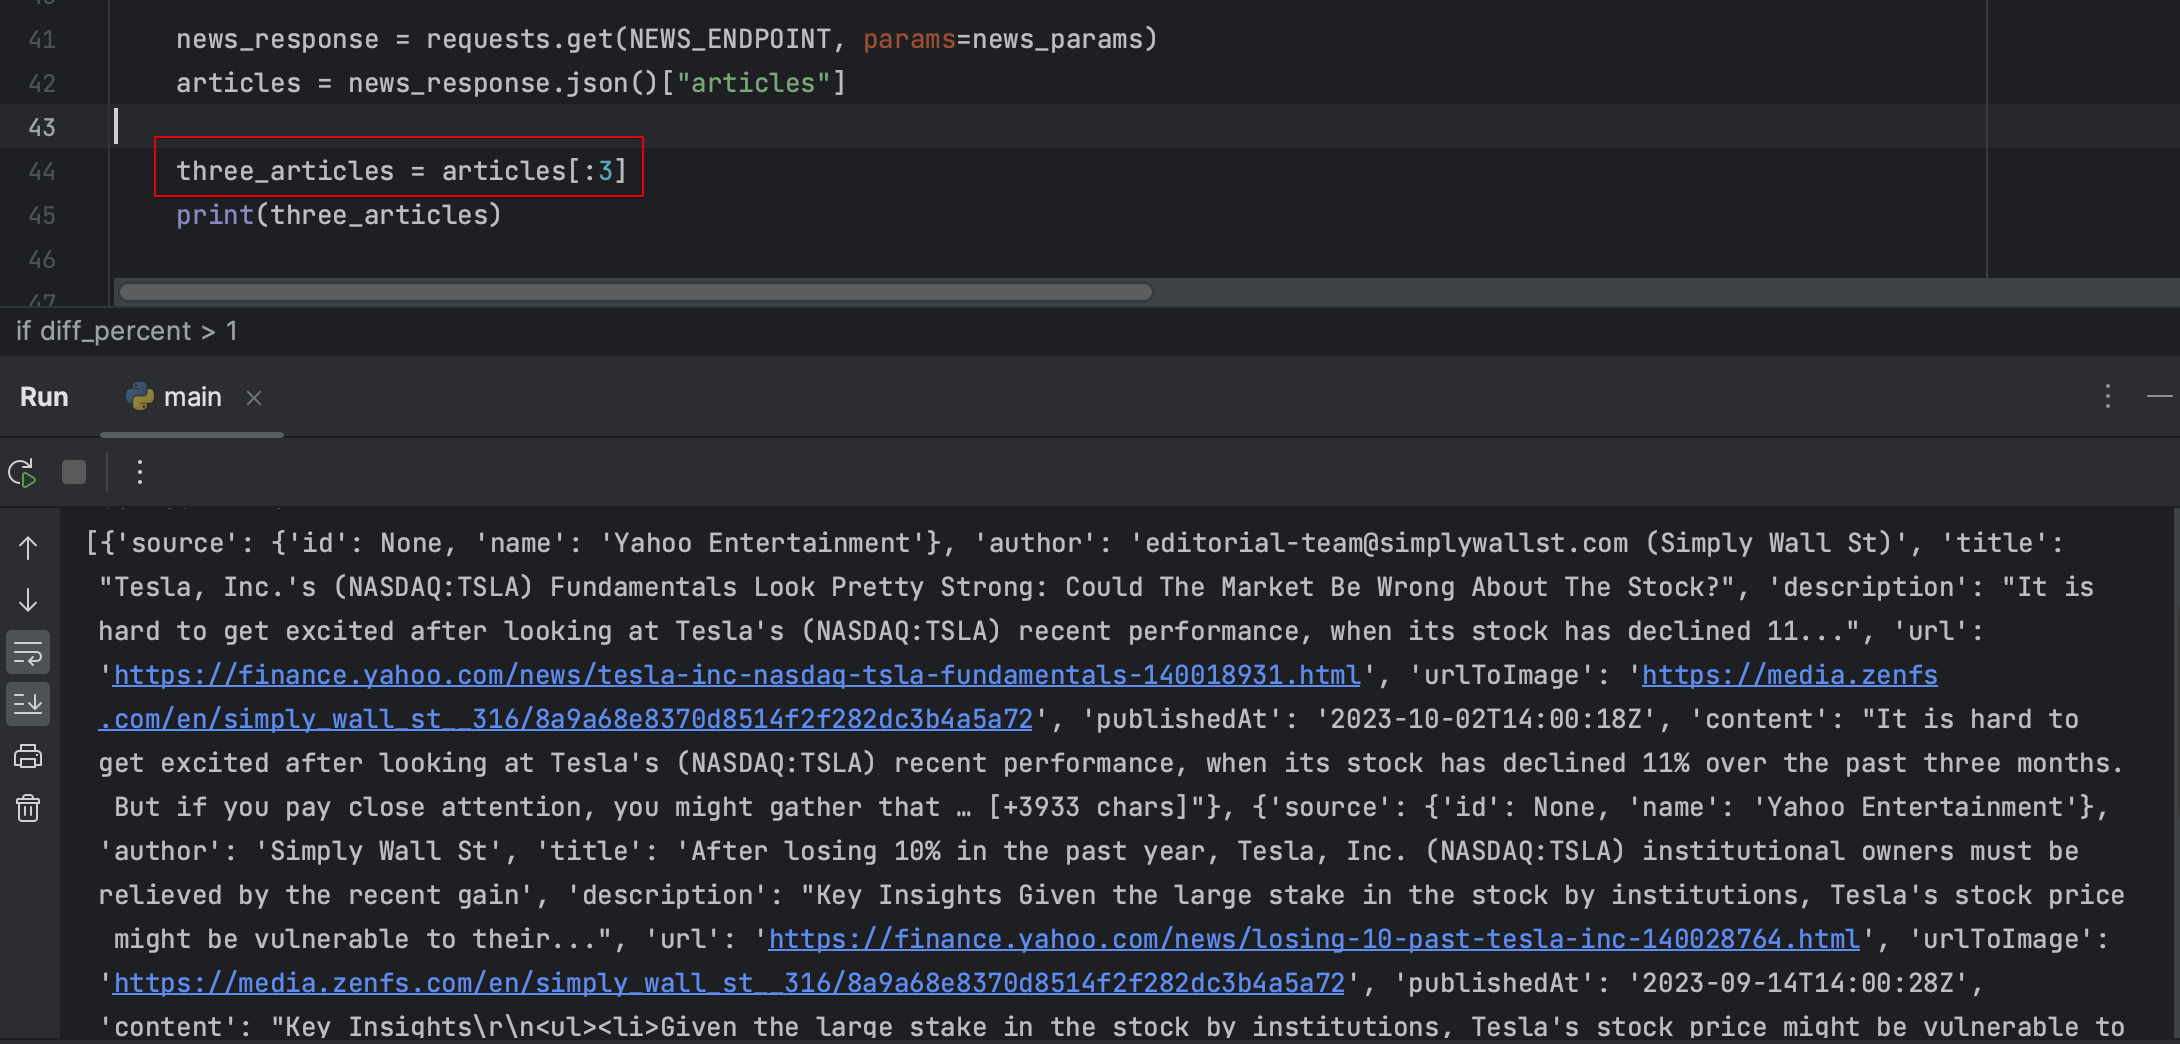 41 news_response = requests.get(NEWS_ENDPOINT, params=news_params)
42 articles = news_response.json()["articles"]
43
44 three_articles = articles[:3]
45 print(three_articles)
46
47
if diff_percent > 1
Run main
[{'source': {'id': None, 'name': 'Yahoo Entertainment'}, 'author': 'editorial-team@simplywallst.com (Simply Wall St)', 'title':
"Tesla, Inc.'s (NASDAQ:TSLA) Fundamentals Look Pretty Strong: Could The Market Be Wrong About The Stock?", 'description': "It is
hard to get excited after looking at Tesla's (NASDAQ:TSLA) recent performance, when its stock has declined 11...", 'url':
'https://finance.yahoo.com/news/tesla-inc-nasdaq-tsla-fundamentals-140018931.html', 'urlToImage': 'https://media.zenfs
.com/en/simply_wall_st__316/8a9a68e8370d8514f2f282dc3b4a5a72', 'publishedAt': '2023-10-02T14:00:18Z', 'content': "It is hard to
get excited after looking at Tesla's (NASDAQ:TSLA) recent performance, when its stock has declined 11% over the past three months.
But if you pay close attention, you might gather that … [+3933 chars]"}, {'source': {'id': None, 'name': 'Yahoo Entertainment'},
'author': 'Simply Wall St', 'title': 'After losing 10% in the past year, Tesla, Inc. (NASDAQ:TSLA) institutional owners must be
relieved by the recent gain', 'description': "Key Insights Given the large stake in the stock by institutions, Tesla's stock price
might be vulnerable to their...", 'url': 'https://finance.yahoo.com/news/losing-10-past-tesla-inc-140028764.html', 'urlToImage':
'https://media.zenfs.com/en/simply_wall_st__316/8a9a68e8370d8514f2f282dc3b4a5a72', 'publishedAt': '2023-09-14T14:00:28Z',
'content': "Key Insights\r\n<ul><li>Given the large stake in the stock by institutions, Tesla's stock price might be vulnerable to